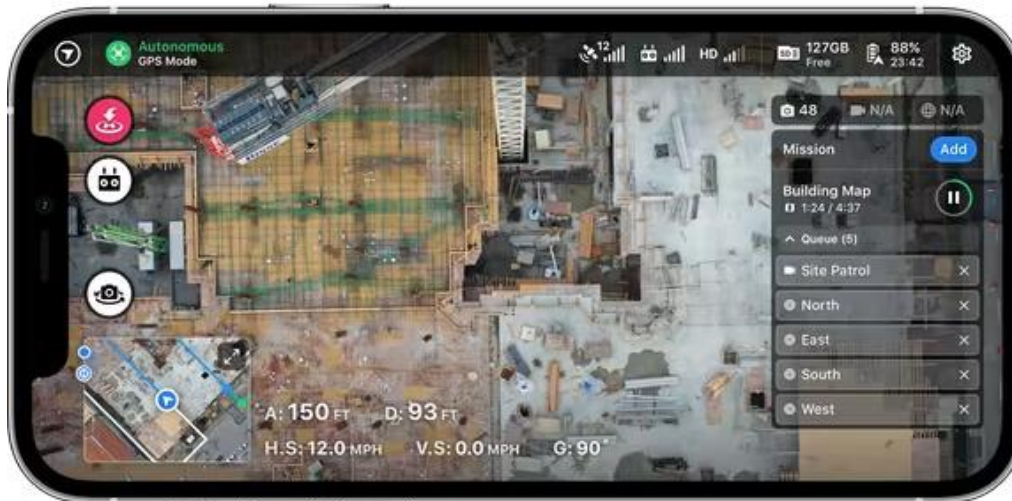 Autonomous
GPS Mode
12
HD
SD
127GB
Free
88%
23:42
48
N/A
N/A
Mission
Add
Building Map
1:24 / 4:37
Queue (5)
Site Patrol
North
East
South
West
A: 150 FT D: 93 FT
H.S: 12.0 MPH V.S: 0.0 MPH G: 90°